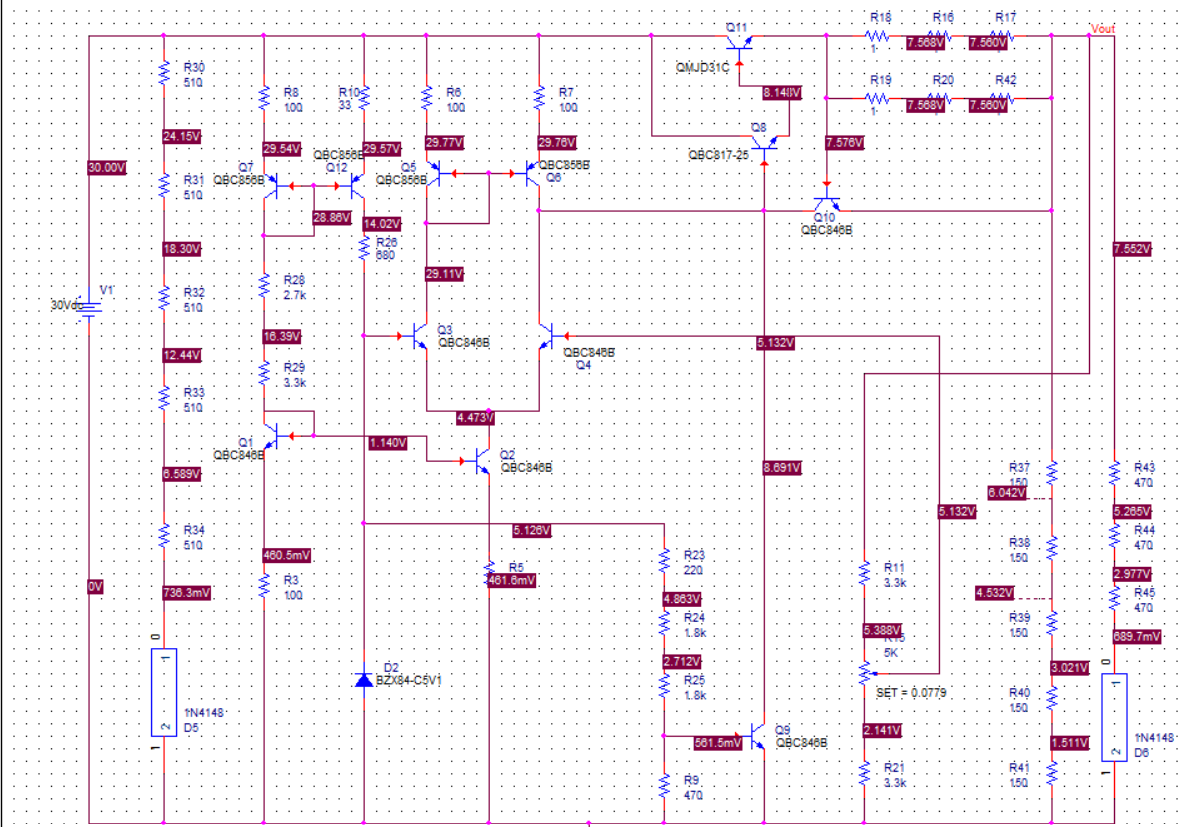 R18
R16
R17
Q11
Vout
7.568V
7.560V
1
QMJD31C
R30
510
R8
100
R10
33
R6
100
R7
100
8.140V
R19
R20
R42
7.568V
7.560V
1
24.15V
29.54V
29.57V
29.77V
29.76V
Q8
7.576V
QBC817-25
30.00V
Q7
QBC856B
QBC856B
Q12
Q5
QBC856B
QBC856B
Q6
R31
510
28.86V
14.02V
Q10
QBC846B
18.30V
R26
680
7.552V
29.11V
V1
30Vdc
R32
510
R28
2.7k
16.39V
Q3
QBC846B
5.132V
12.44V
R29
3.3k
QBC846B
Q4
R33
510
4.473V
Q1
QBC846B
1.140V
Q2
QBC846B
6.589V
8.691V
R37
150
R43
470
6.042V
5.132V
5.265V
R34
510
5.126V
R44
470
460.5mV
R23
220
R38
150
0V
736.3mV
R3
100
R5
461.6mV
R11
3.3k
2.977V
4.863V
4.532V
R45
470
R24
1.8k
R39
150
0
5.388V
R15
5K
689.7mV
1
2.712V
3.021V
0
D2
BZX84-C5V1
R25
1.8k
SET = 0.0779
1
R40
150
1N4148
D5
2
2.141V
1.511V
1N4148
D6
2
1
561.5mV
Q9
QBC846B
R9
470
R21
3.3k
R41
150
1